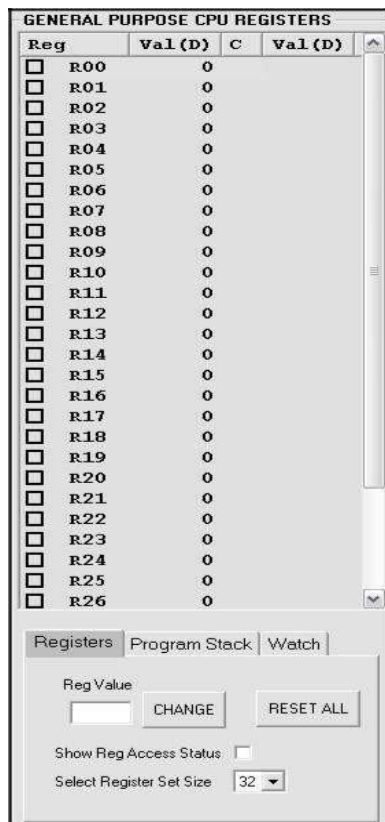 GENERAL PURPOSE CPU REGISTERS
Reg Val(D) C Val(D)
R00 0
R01 0
R02 0
R03 0
R04 0
R05 0
R06 0
R07 0
R08 0
R09 0
R10 0
R11 0
R12 0
R13 0
R14 0
R15 0
R16 0
R17 0
R18 0
R19 0
R20 0
R21 0
R22 0
R23 0
R24 0
R25 0
R26 0
Registers Program Stack Watch
Reg Value
CHANGE RESET ALL
Show Reg Access Status
Select Register Set Size 32